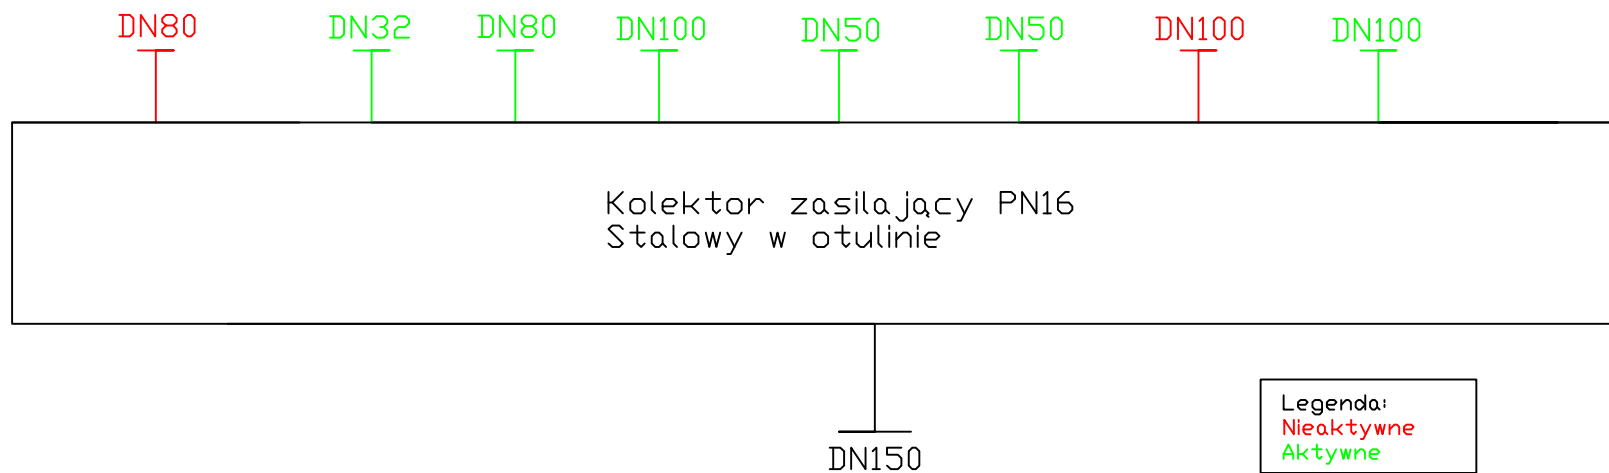 DN80 DN32 DN80 DN100 DN50 DN50 DN100 DN100
Kolektor zasilający PN16
Stalowy w otulinie
DN150
Legenda:
Nieaktywne
Aktywne